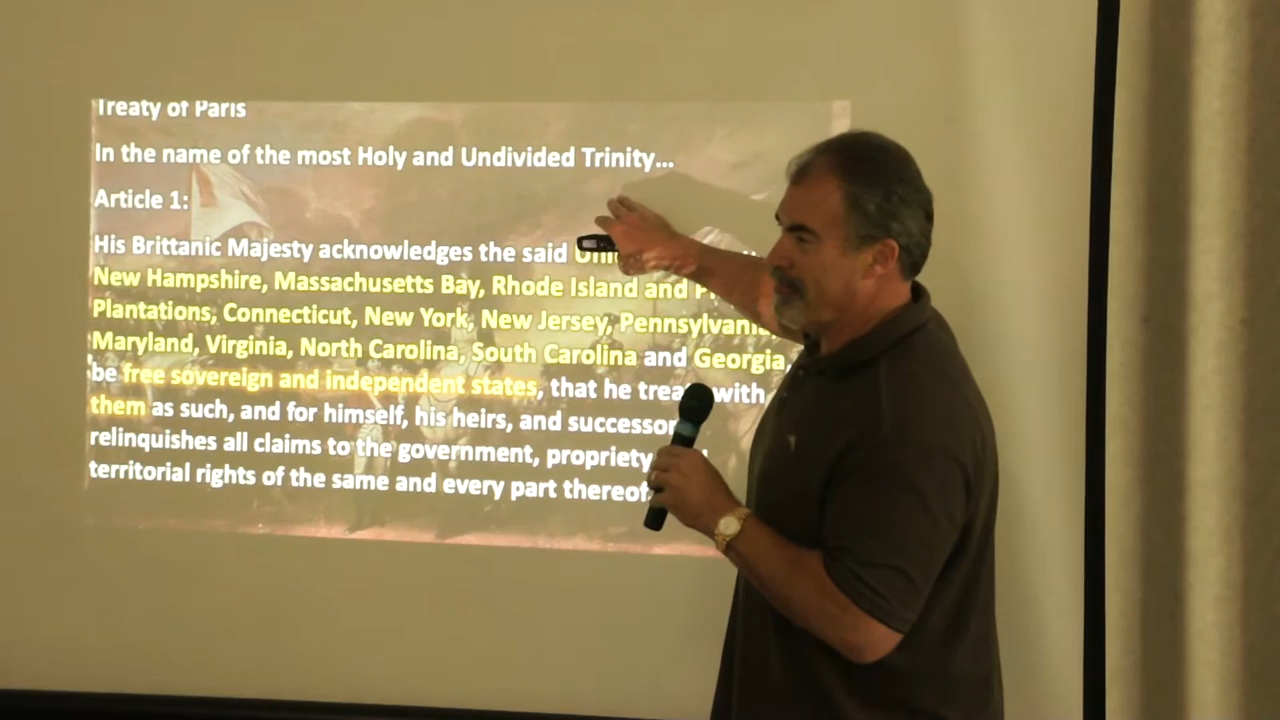 Treaty of Paris
In the name of the most Holy and Undivided Trinity...
Article 1:
His Brittanic Majesty acknowledges the said
New Hampshire, Massachusetts Bay, Rhode Island and
Plantations, Connecticut, New York, New Jersey, Pennsylvania,
Maryland, Virginia, North Carolina, South Carolina and Georgia,
be free sovereign and independent states, that he with
them as such, and for himself, his heirs, and
relinquishes all claims to the government, propriety
territorial rights of the same and every part thereof